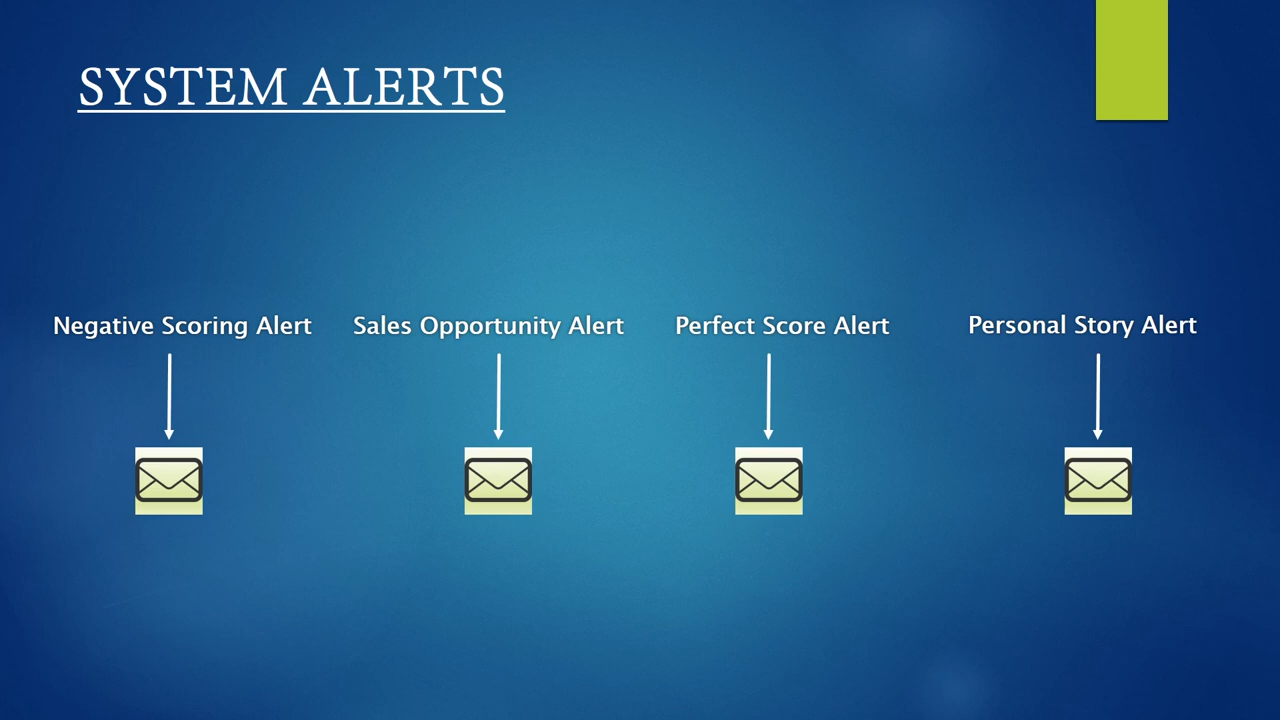 SYSTEM ALERTS
Negative Scoring Alert
Sales Opportunity Alert
Perfect Score Alert
Personal Story Alert